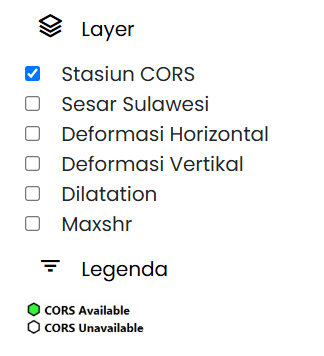 Layer
Stasiun CORS
Sesar Sulawesi
Deformasi Horizontal
Deformasi Vertikal
Dilatation
Maxshr
Legenda
CORS Available
CORS Unavailable